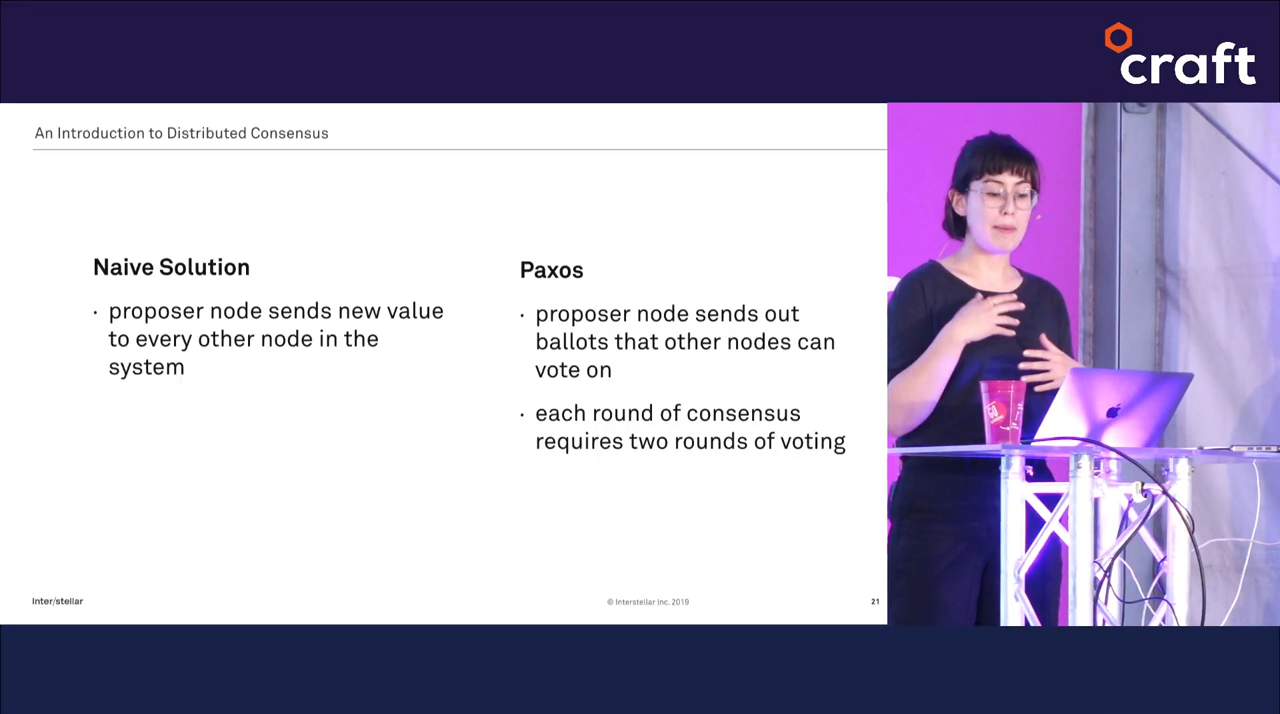 craft
An Introduction to Distributed Consensus
Naive Solution
· proposer node sends new value
to every other node in the
system
Paxos
· proposer node sends out
ballots that other nodes can
vote on
· each round of consensus
requires two rounds of voting
Inter/stellar
© Interstellar Inc. 2019
21